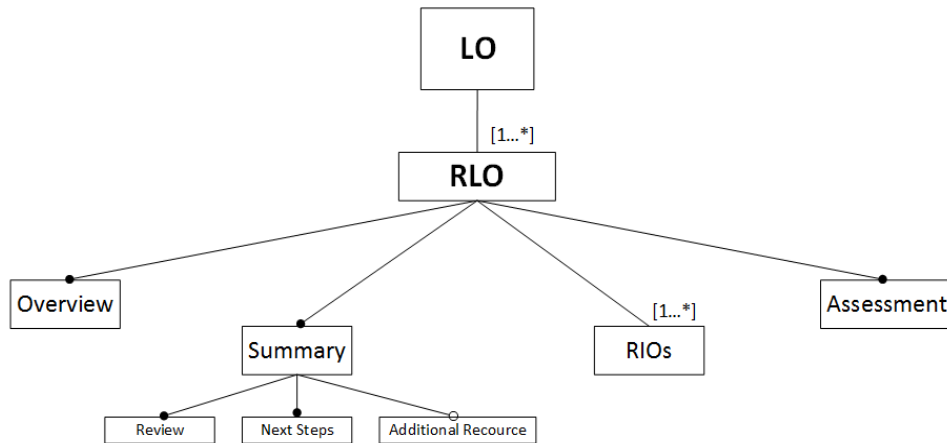 LO
[1...*]
RLO
Overview
Assessment
[1...*]
Summary
RIOs
Review
Next Steps
Additional Recource